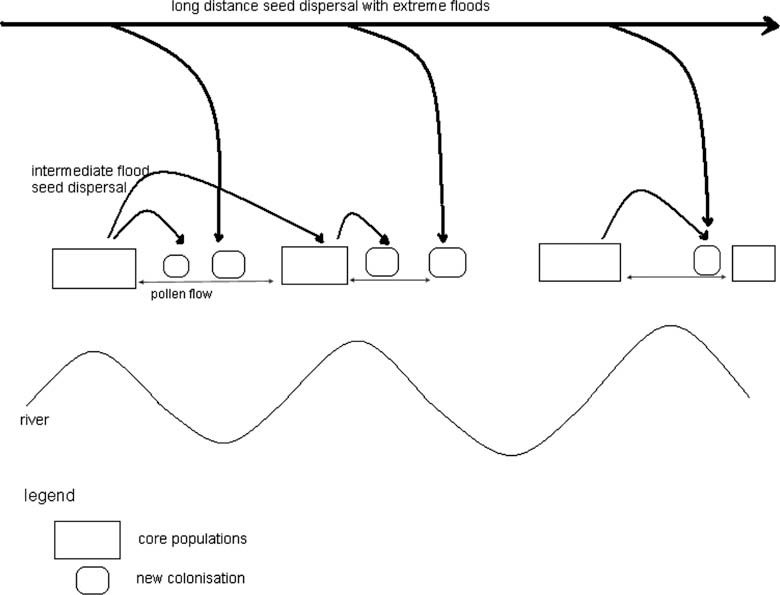 long distance seed dispersal with extreme floods
intermediate flood
seed dispersal
pollen flow
river
legend
core populations
new colonisation